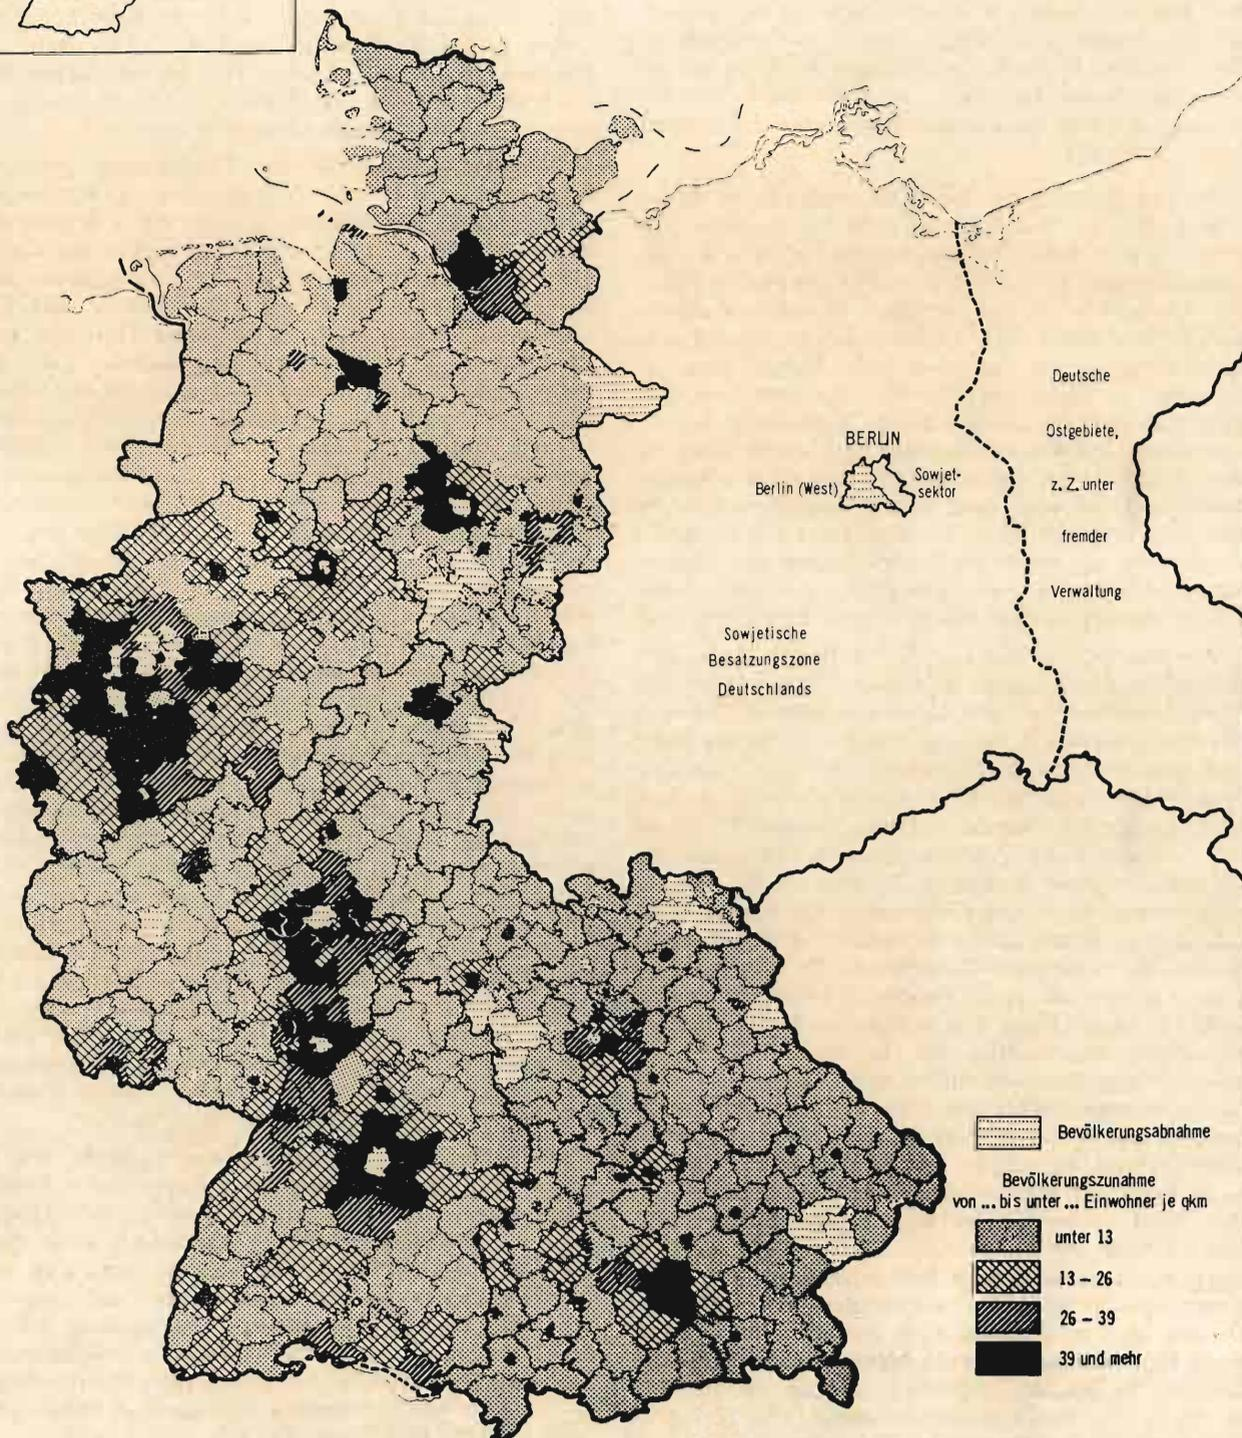 BERLIN
Berlin (West)
Sowjet-
sektor
Deutsche
Ostgebiete,
z. Z. unter
fremder
Verwaltung
Sowjetische
Besatzungszone
Deutschlands
Bevölkerungsabnahme
Bevölkerungszunahme
von ... bis unter ... Einwohner je qkm
unter 13
13 – 26
26 – 39
39 und mehr